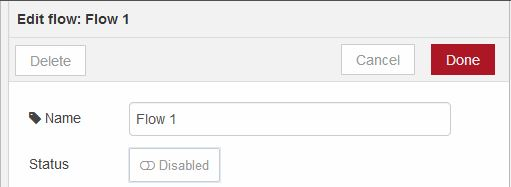 Edit flow: Flow 1
Delete Cancel Done
Name Flow 1
Status Disabled